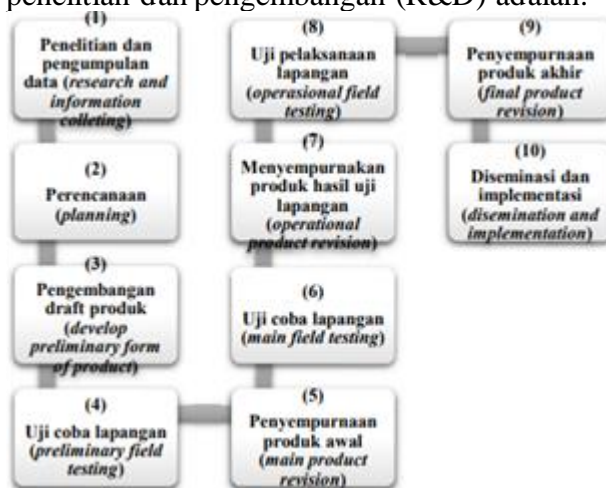 penelitian dan pengembangan (R&D) adalah:
(1)
Penelitian dan
pengumpulan
data (research and
information
colleting)
(2)
Perencanaan
(planning)
(3)
Pengembangan
draft produk
(develop
preliminary form
of product)
(4)
Uji coba lapangan
(preliminary field
testing)
(5)
Penyempurnaan
produk awal
(main product
revision)
(6)
Uji coba lapangan
(main field testing)
(7)
Menyempurnakan
produk hasil uji
lapangan
(operational
product revision)
(8)
Uji pelaksanaan
lapangan
(operasional field
testing)
(9)
Penyempurnaan
produk akhir
(final product
revision)
(10)
Diseminasi dan
implementasi
(disemination and
implementation)